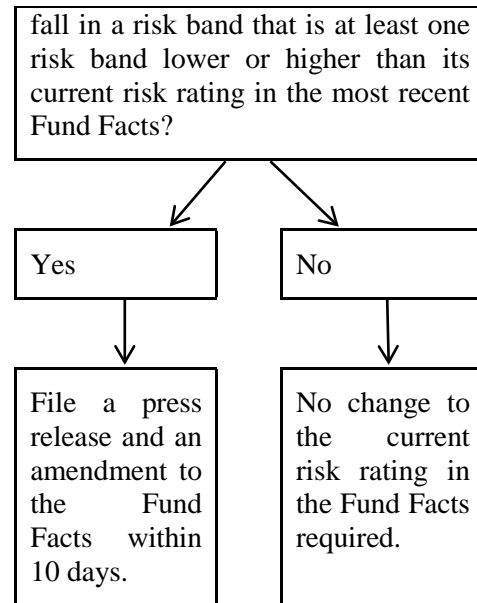 fall in a risk band that is at least one
risk band lower or higher than its
current risk rating in the most recent
Fund Facts?
Yes
No
File a press
release and an
amendment to
the Fund
Facts within
10 days.
No change to
the current
risk rating in
the Fund Facts
required.